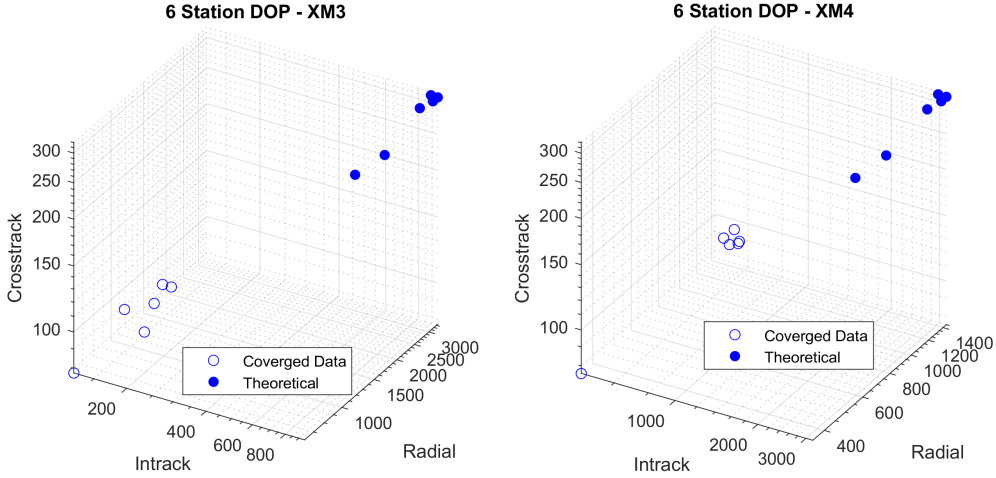 6 Station DOP - XM3
300
250
200
150
100
Crosstrack
200
400
600
800
Intrack
1000
1500
2000
2500
3000
Radial
Coverged Data
Theoretical
6 Station DOP - XM4
300
250
200
150
100
Crosstrack
1000
2000
3000
Intrack
400
600
800
1000
1200
1400
Radial
Coverged Data
Theoretical